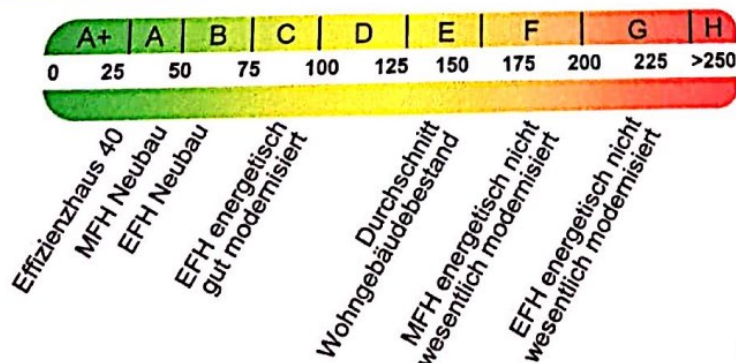 A+ A B C D E F G H
0 25 50 75 100 125 150 175 200 225 >250
Effizienzhaus 40
MFH Neubau
EFH Neubau
EFH energetisch
gut modernisiert
Durchschnitt
Wohngebäudebestand
MFH energetisch nicht
wesentlich modernisiert
EFH energetisch nicht
wesentlich modernisiert